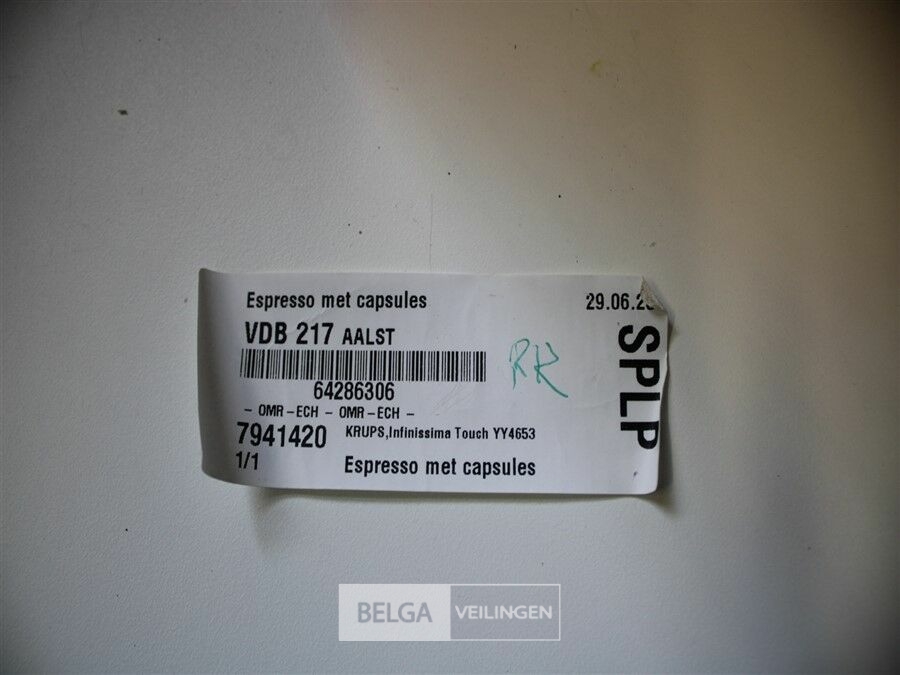 Espresso met capsules
29.06.20
VDB 217 AALST
64286306
- OMR-ECH - OMR-ECH -
7941420 KRUPS,Infinissima Touch YY4653
1/1 Espresso met capsules
RK
SPLP
BELGA VEILINGEN